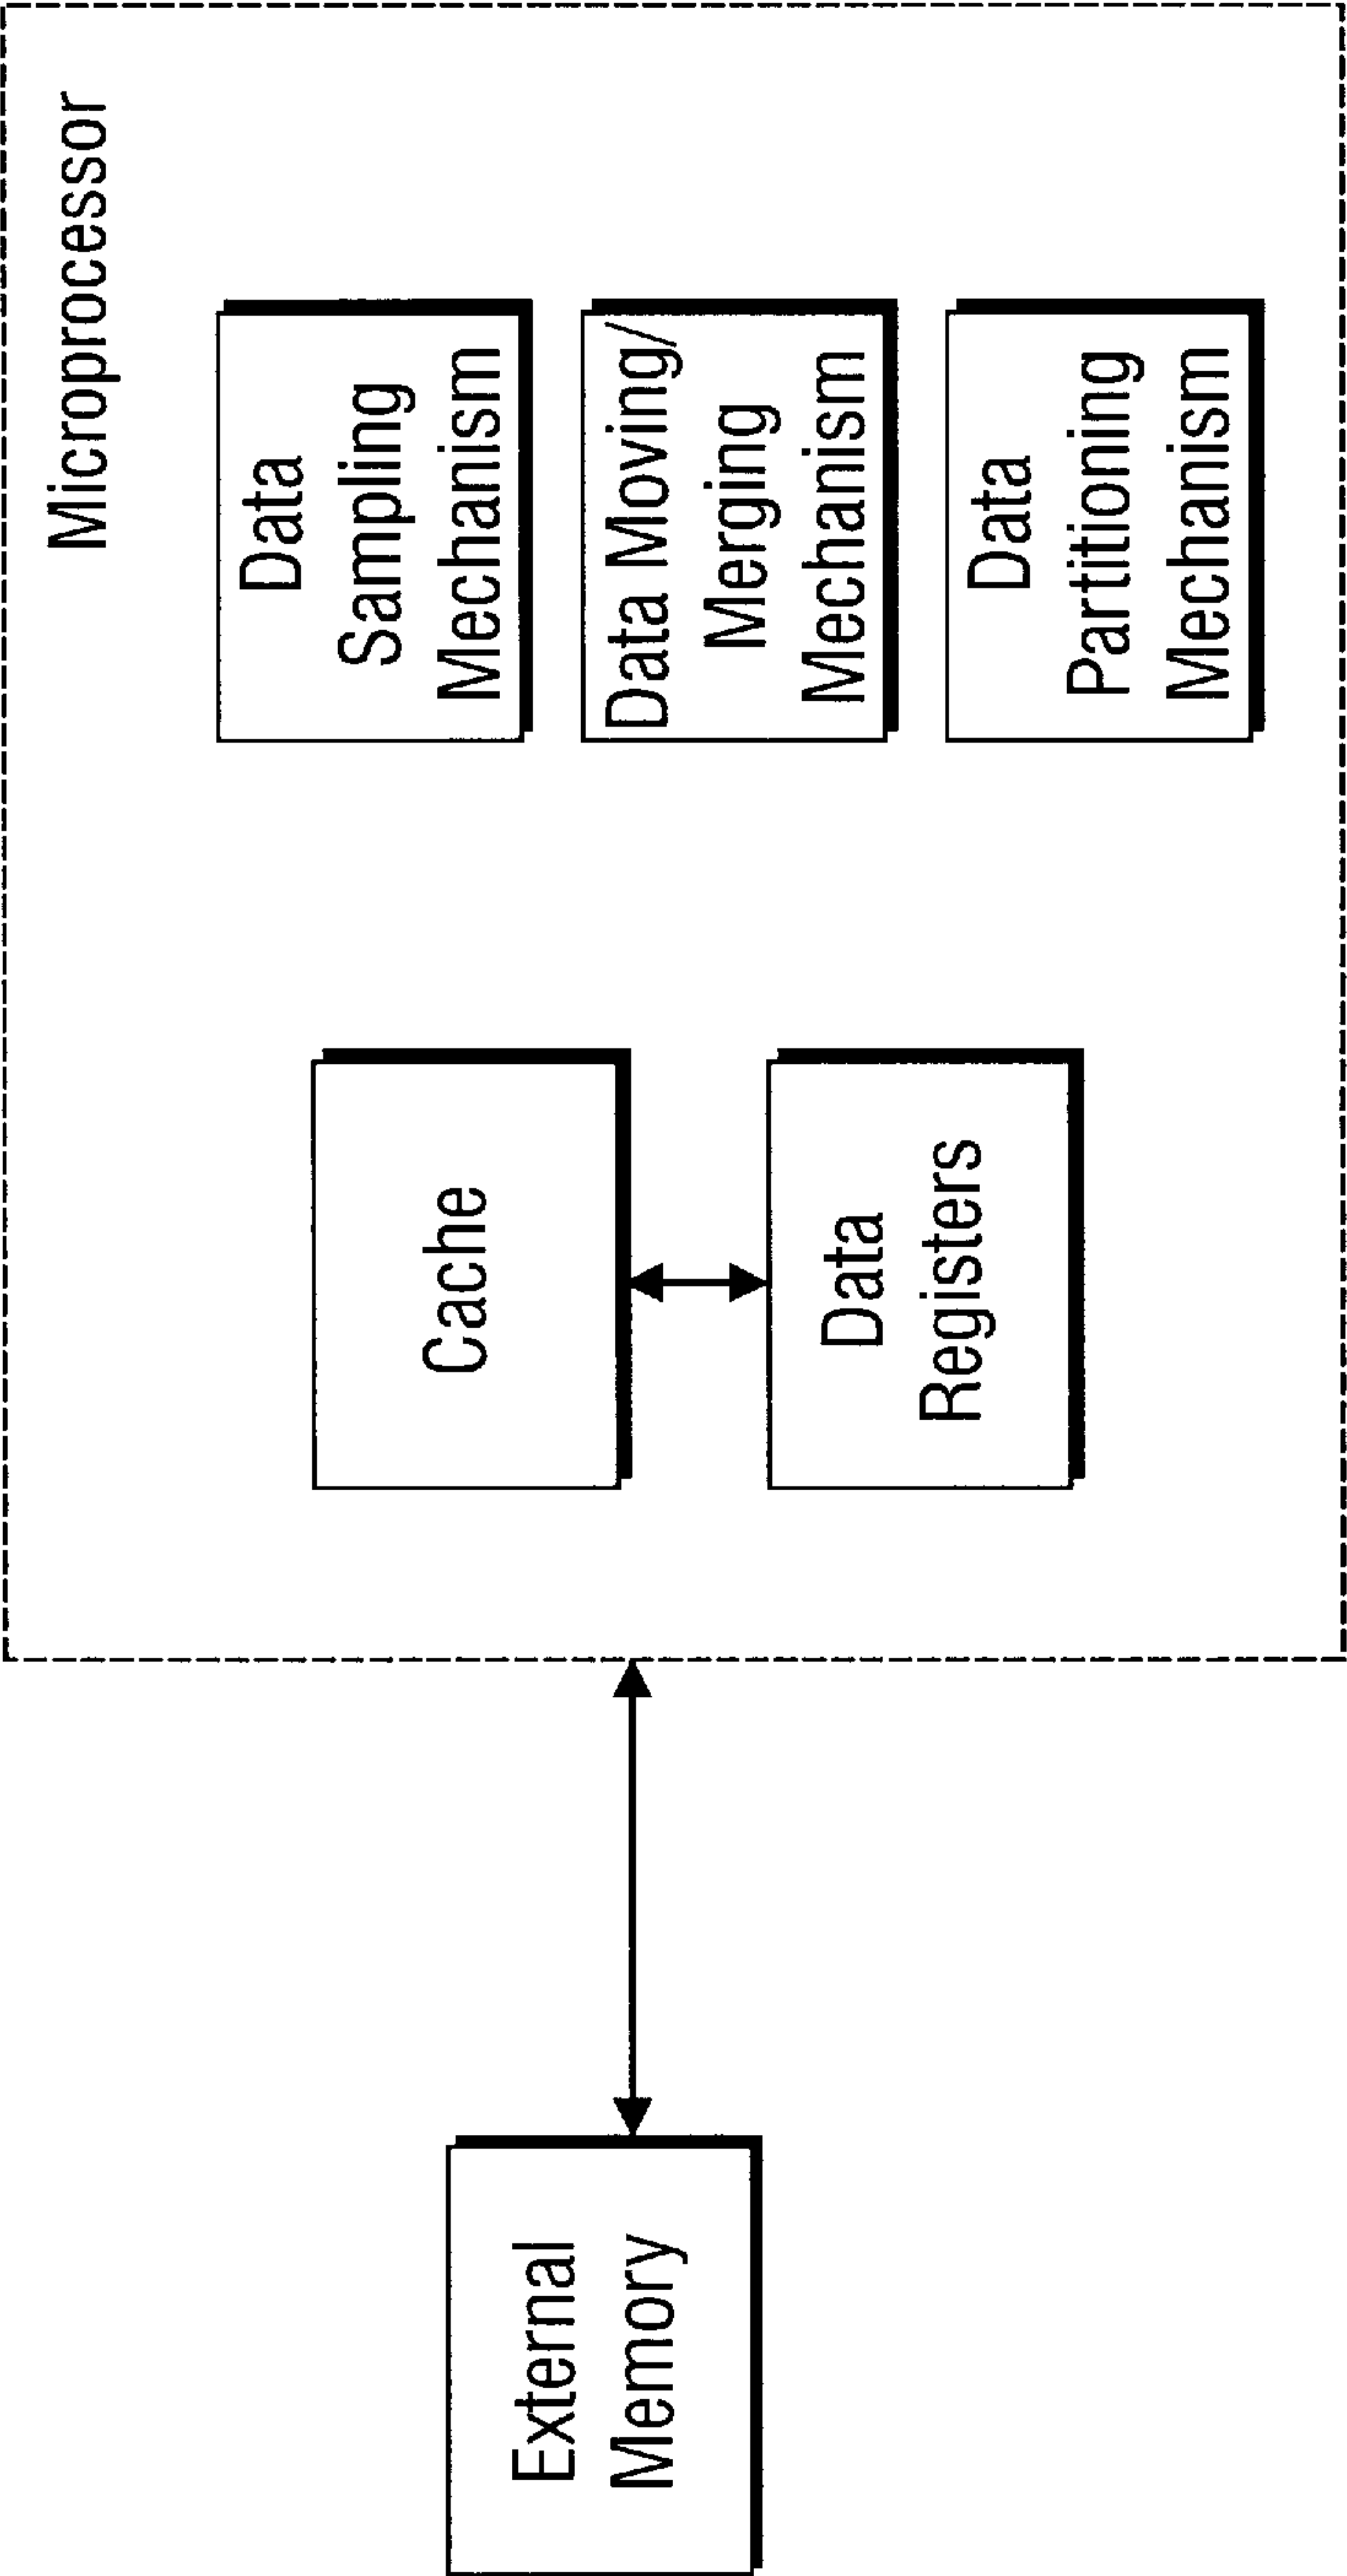 Microprocessor
External
Memory
Cache
Data
Registers
Data
Sampling
Mechanism
Data Moving/
Merging
Mechanism
Data
Partitioning
Mechanism